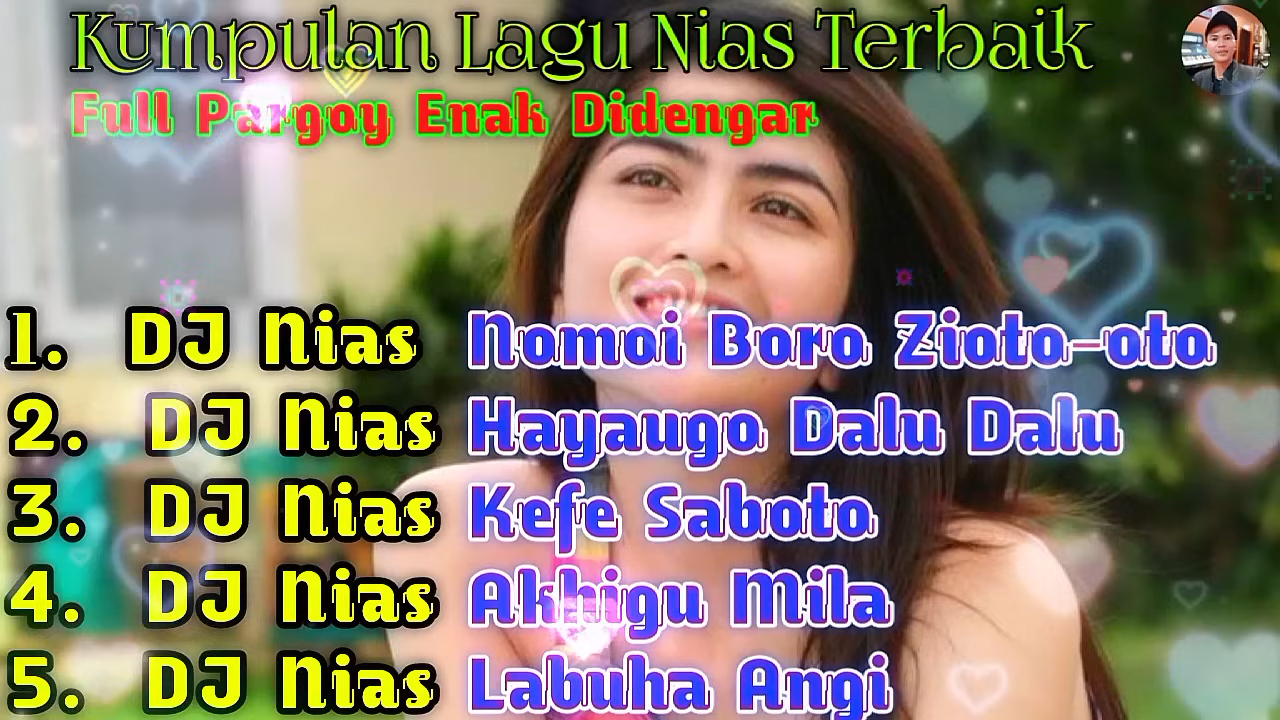 Kumpulan Lagu Nias Terbaik
Full Pargoy Enak Didengar
1. DJ Nias Nomoi Boro Zioto-oto
2. DJ Nias Hayaugo Dalu Dalu
3. DJ Nias Kefe Saboto
4. DJ Nias Akhigu Mila
5. DJ Nias Labuha Angi